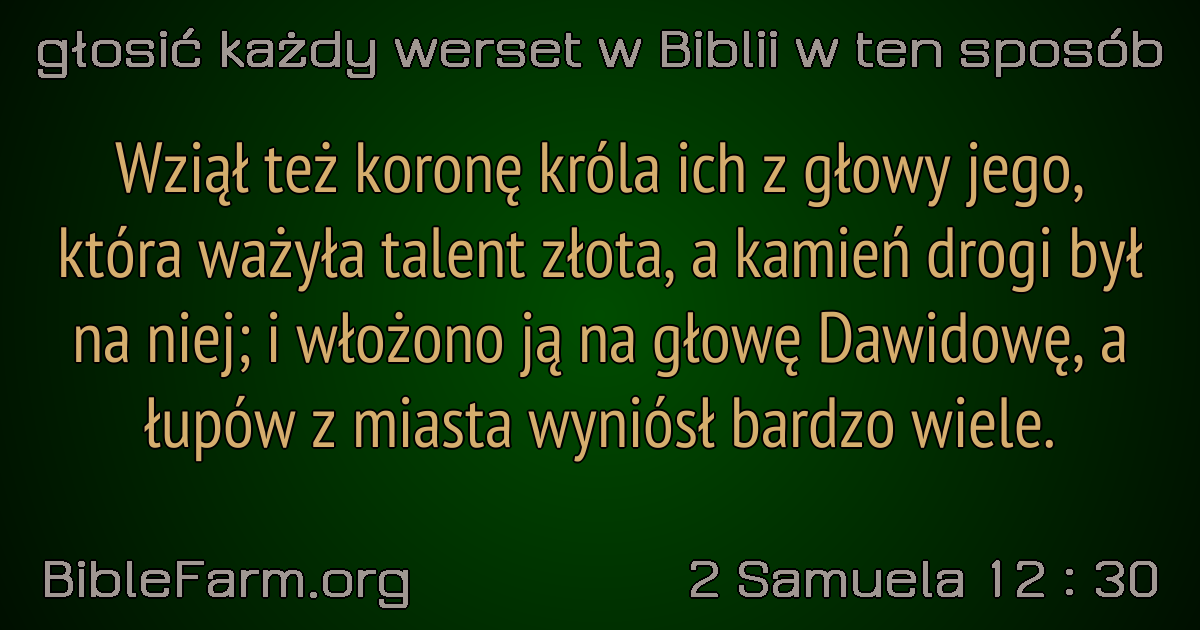 głosić każdy werset w Biblii w ten sposób
Wziął też koronę króla ich z głowy jego,
która ważyła talent złota, a kamień drogi był
na niej; i włożono ją na głowę Dawidowę, a
łupów z miasta wyniósł bardzo wiele.
BibleFarm.org
2 Samuela 12 : 30